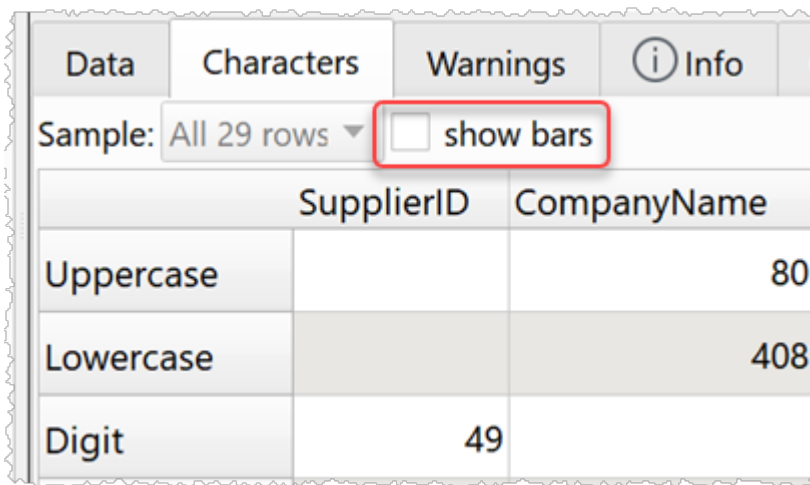 Data Characters Warnings Info
Sample: All 29 rows show bars
SupplierID CompanyName
Uppercase 80
Lowercase 408
Digit 49